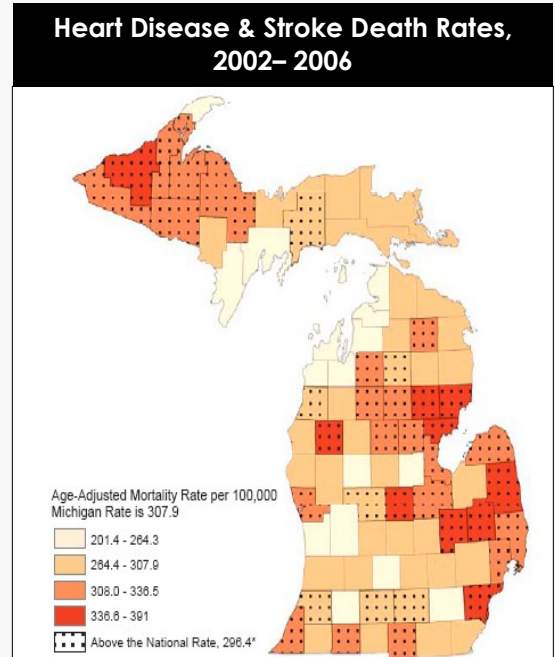 Heart Disease & Stroke Death Rates,
2002– 2006
Age-Adjusted Mortality Rate per 100,000
Michigan Rate is 307.9
201.4 - 264.3
264.4 - 307.9
308.0 - 336.5
336.6 - 391
Above the National Rate, 296.4*